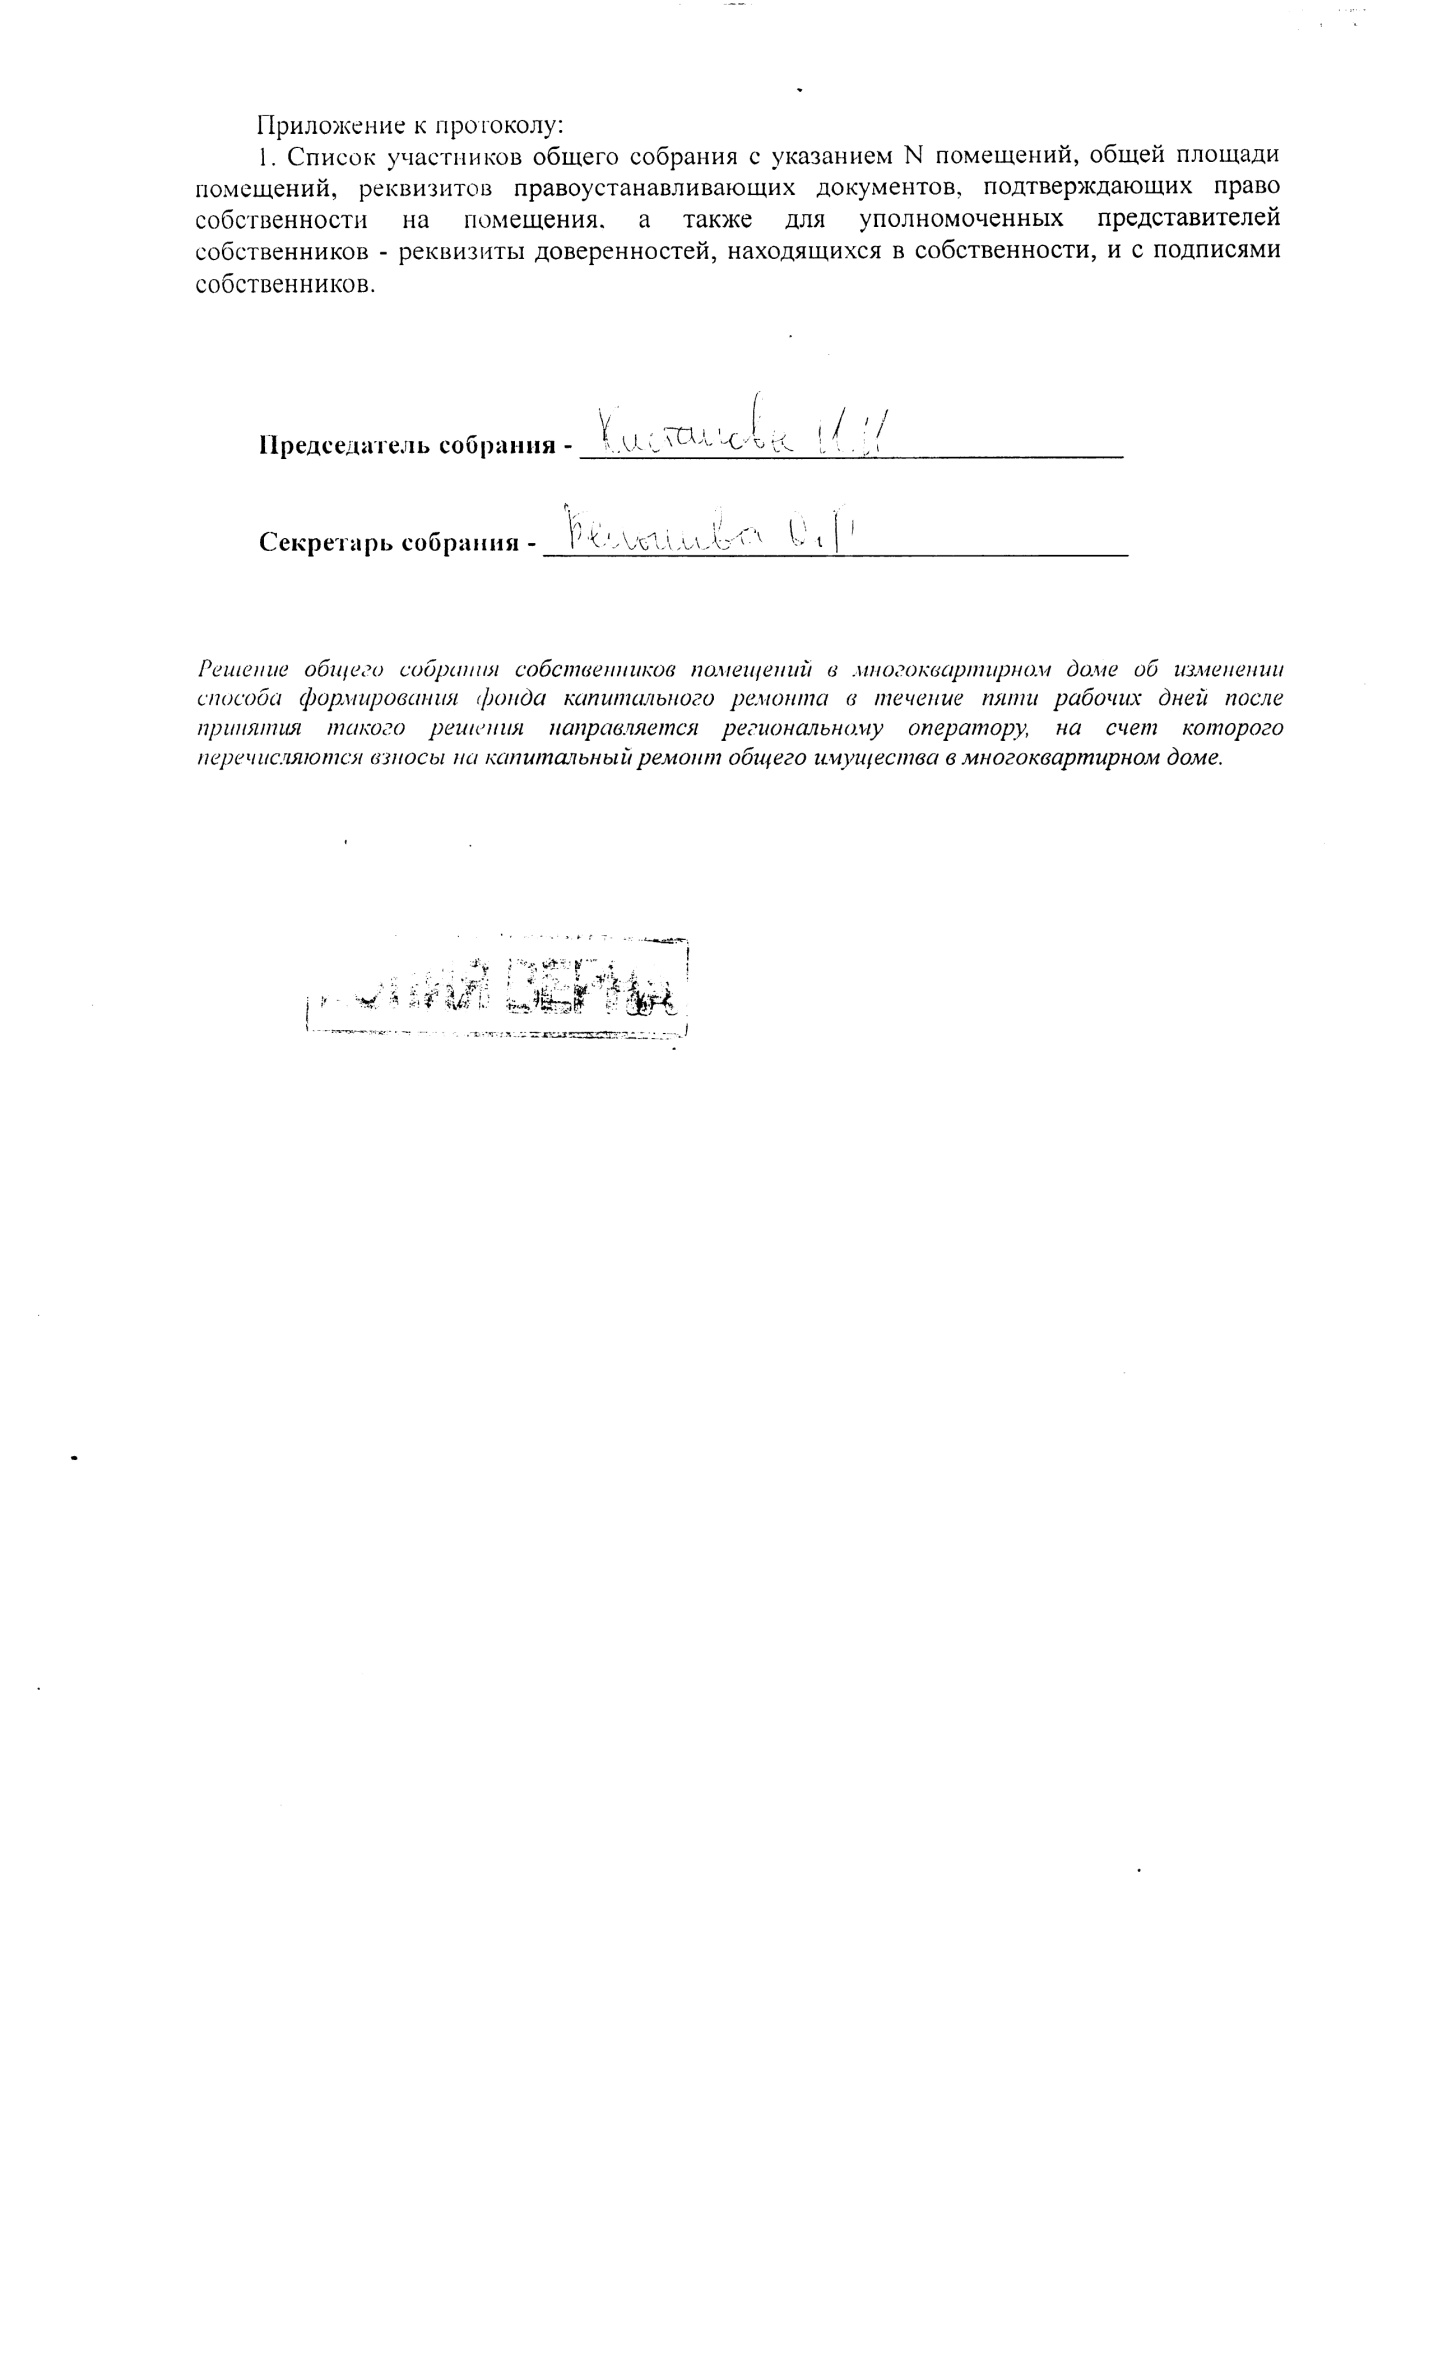 Приложение к протоколу:
1. Список участников общего собрания с указанием N помещений, общей площади
помещений, реквизитов правоустанавливающих документов, подтверждающих право
собственности на помещения, а также для уполномоченных представителей
собственников - реквизиты доверенностей, находящихся в собственности, и с подписями
собственников.
Председатель собрания - И.И
Секретарь собрания - О.Г
Решение общего собрания собственников помещений в многоквартирном доме об изменении
способа формирования фонда капитального ремонта в течение пяти рабочих дней после
принятия такого решения направляется региональному оператору, на счет которого
перечисляются взносы на капитальный ремонт общего имущества в многоквартирном доме.
КОПИЯ ВЕРНА